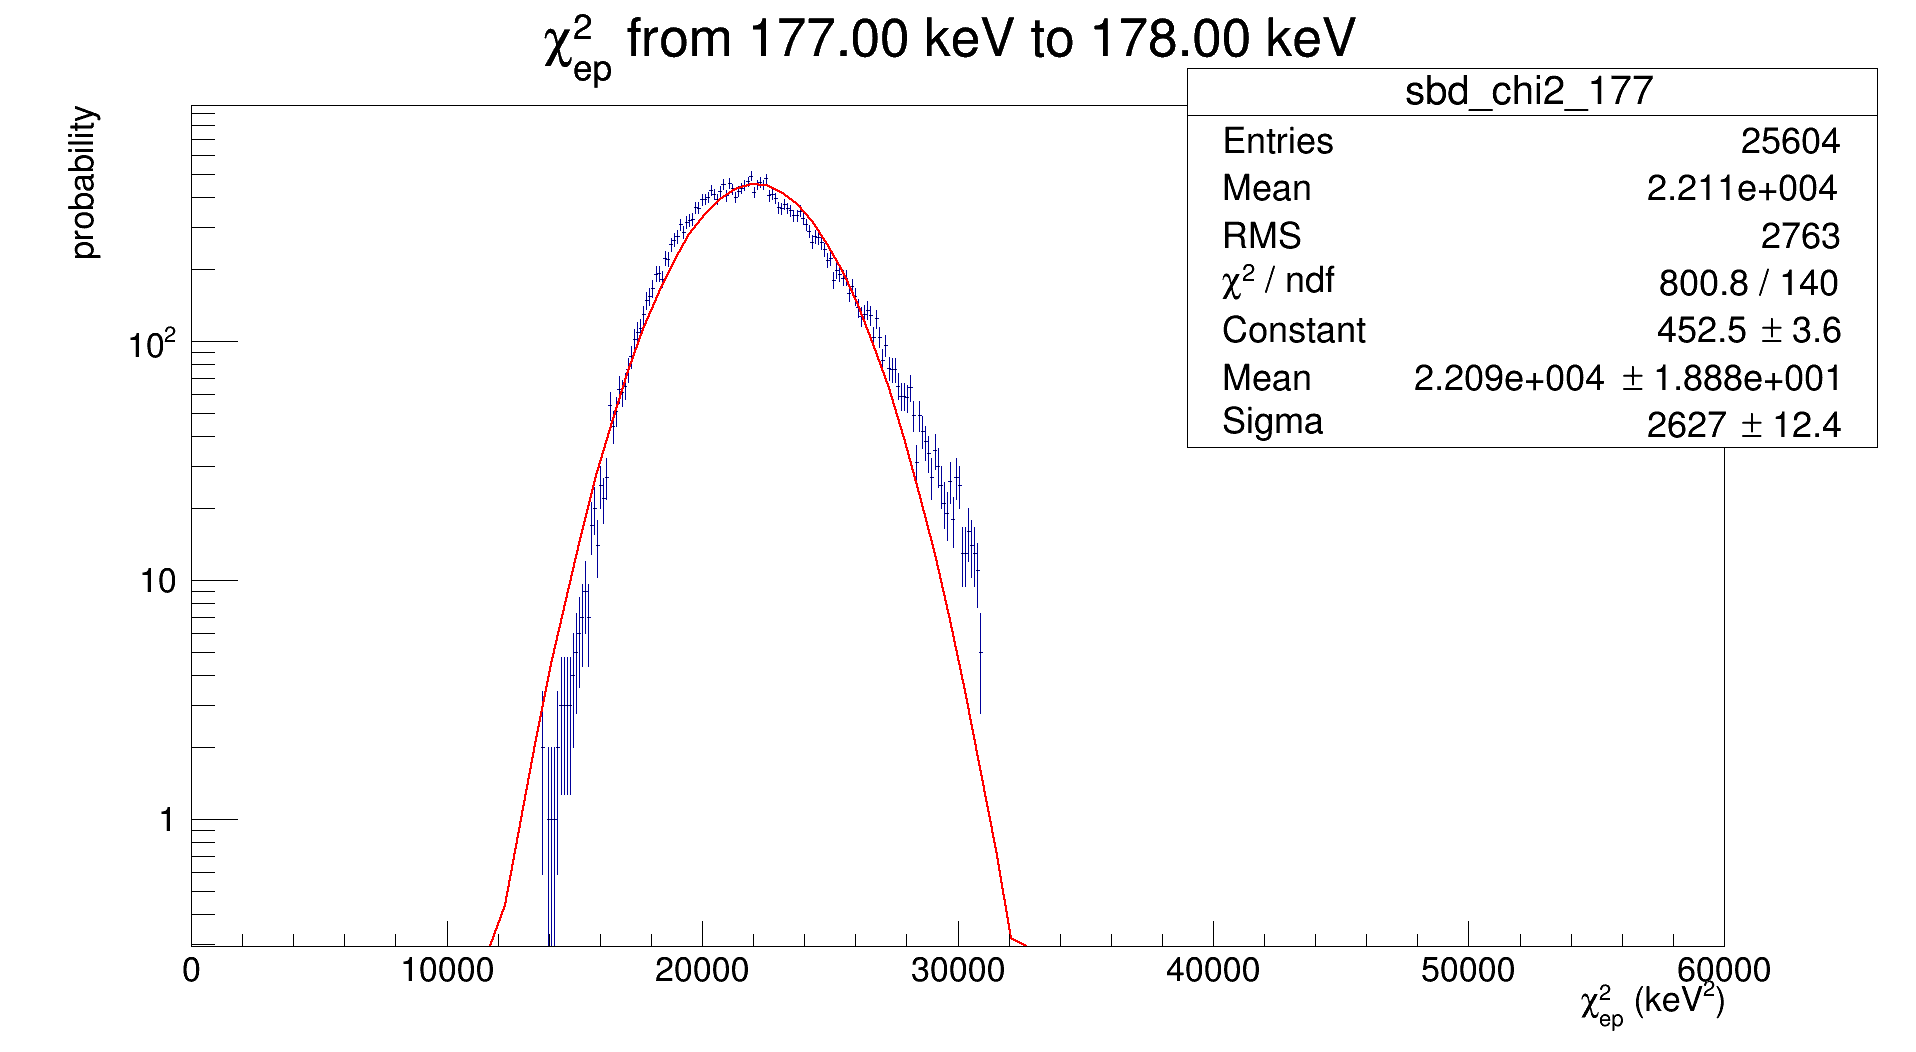 χ²ep from 177.00 keV to 178.00 keV
probability
sbd_chi2_177
Entries 25604
Mean 2.211e+004
RMS 2763
χ² / ndf 800.8 / 140
Constant 452.5 ± 3.6
Mean 2.209e+004 ± 1.888e+001
Sigma 2627 ± 12.4
10²
10
1
0 10000 20000 30000 40000 50000 60000
χ²ep (keV²)